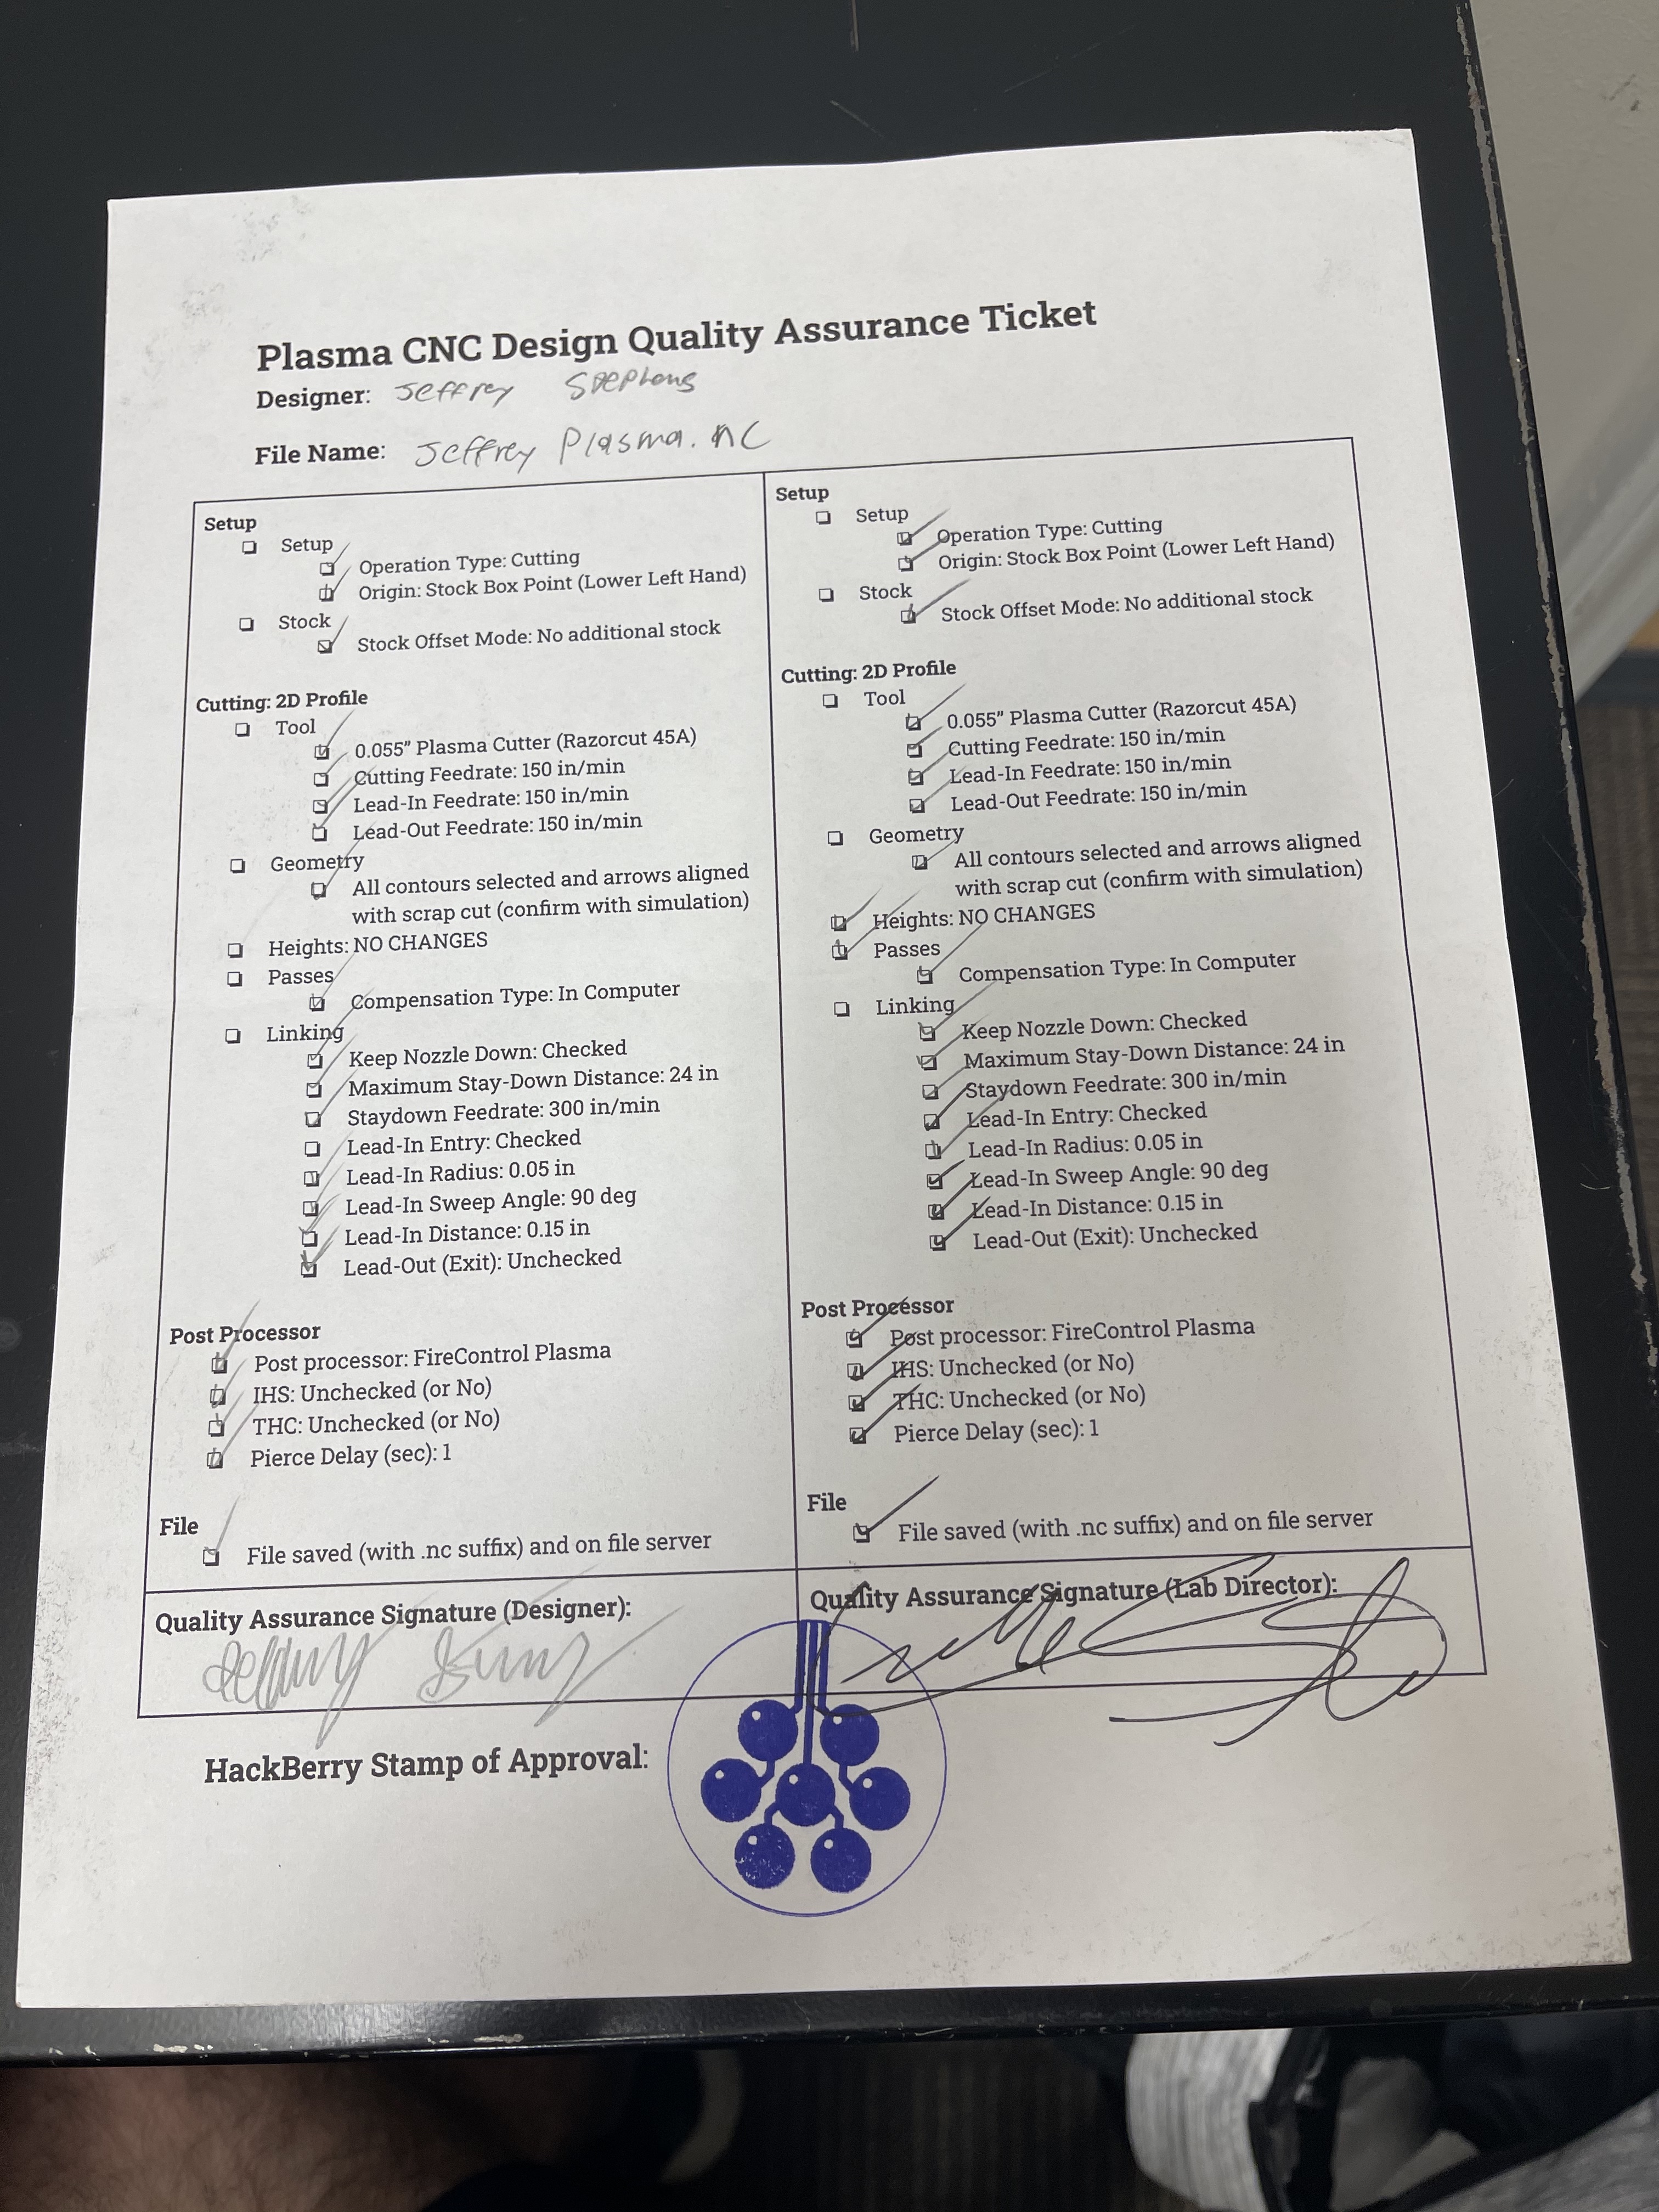 Plasma CNC Design Quality Assurance Ticket
Designer: Jeffrey Stephens
File Name: Jeffrey Plasma.nc
Setup
Setup
Operation Type: Cutting
Origin: Stock Box Point (Lower Left Hand)
Stock
Stock Offset Mode: No additional stock
Cutting: 2D Profile
Tool
0.055" Plasma Cutter (Razorcut 45A)
Cutting Feedrate: 150 in/min
Lead-In Feedrate: 150 in/min
Lead-Out Feedrate: 150 in/min
Geometry
All contours selected and arrows aligned
with scrap cut (confirm with simulation)
Heights: NO CHANGES
Passes
Compensation Type: In Computer
Linking
Keep Nozzle Down: Checked
Maximum Stay-Down Distance: 24 in
Staydown Feedrate: 300 in/min
Lead-In Entry: Checked
Lead-In Radius: 0.05 in
Lead-In Sweep Angle: 90 deg
Lead-In Distance: 0.15 in
Lead-Out (Exit): Unchecked
Post Processor
Post processor: FireControl Plasma
IHS: Unchecked (or No)
THC: Unchecked (or No)
Pierce Delay (sec): 1
File
File saved (with .nc suffix) and on file server
Quality Assurance Signature (Designer):
Setup
Setup
Operation Type: Cutting
Origin: Stock Box Point (Lower Left Hand)
Stock
Stock Offset Mode: No additional stock
Cutting: 2D Profile
Tool
0.055" Plasma Cutter (Razorcut 45A)
Cutting Feedrate: 150 in/min
Lead-In Feedrate: 150 in/min
Lead-Out Feedrate: 150 in/min
Geometry
All contours selected and arrows aligned
with scrap cut (confirm with simulation)
Heights: NO CHANGES
Passes
Compensation Type: In Computer
Linking
Keep Nozzle Down: Checked
Maximum Stay-Down Distance: 24 in
Staydown Feedrate: 300 in/min
Lead-In Entry: Checked
Lead-In Radius: 0.05 in
Lead-In Sweep Angle: 90 deg
Lead-In Distance: 0.15 in
Lead-Out (Exit): Unchecked
Post Processor
Post processor: FireControl Plasma
IHS: Unchecked (or No)
THC: Unchecked (or No)
Pierce Delay (sec): 1
File
File saved (with .nc suffix) and on file server
Quality Assurance Signature (Lab Director):
HackBerry Stamp of Approval: